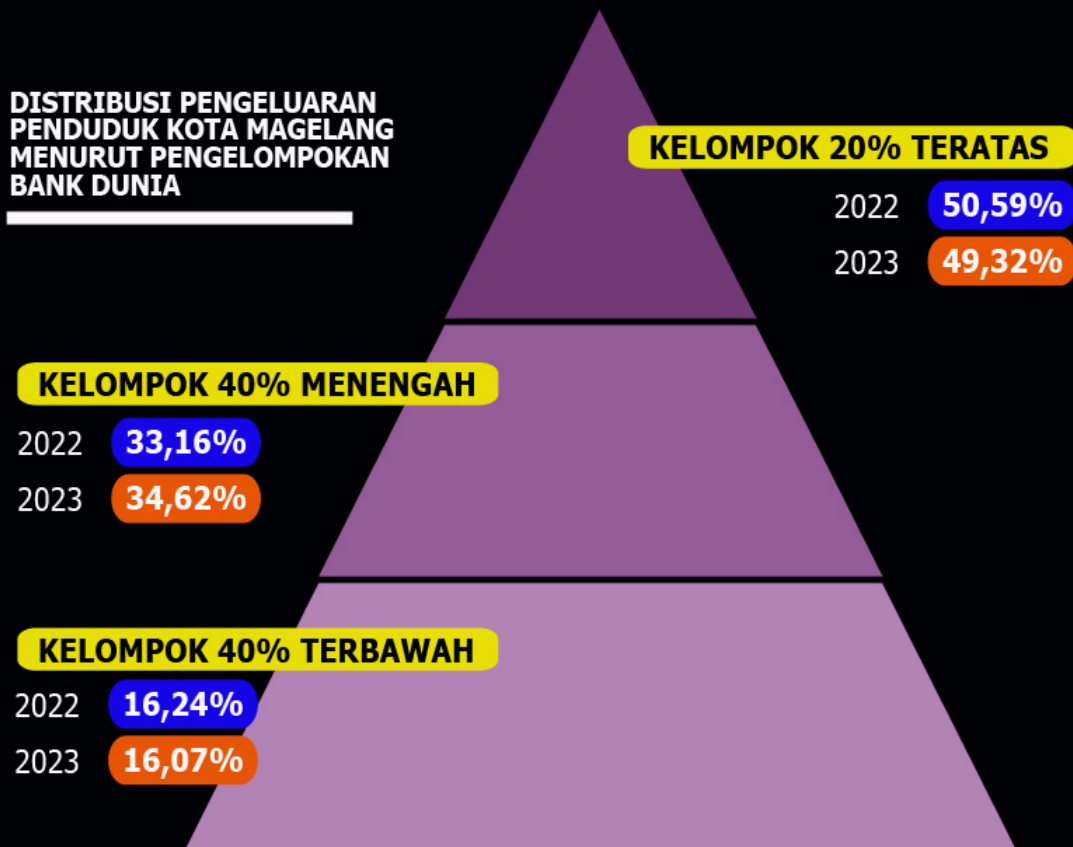 DISTRIBUSI PENGELUARAN
PENDUDUK KOTA MAGELANG
MENURUT PENGELOMPOKAN
BANK DUNIA
KELOMPOK 20% TERATAS
2022 50,59%
2023 49,32%
KELOMPOK 40% MENENGAH
2022 33,16%
2023 34,62%
KELOMPOK 40% TERBAWAH
2022 16,24%
2023 16,07%